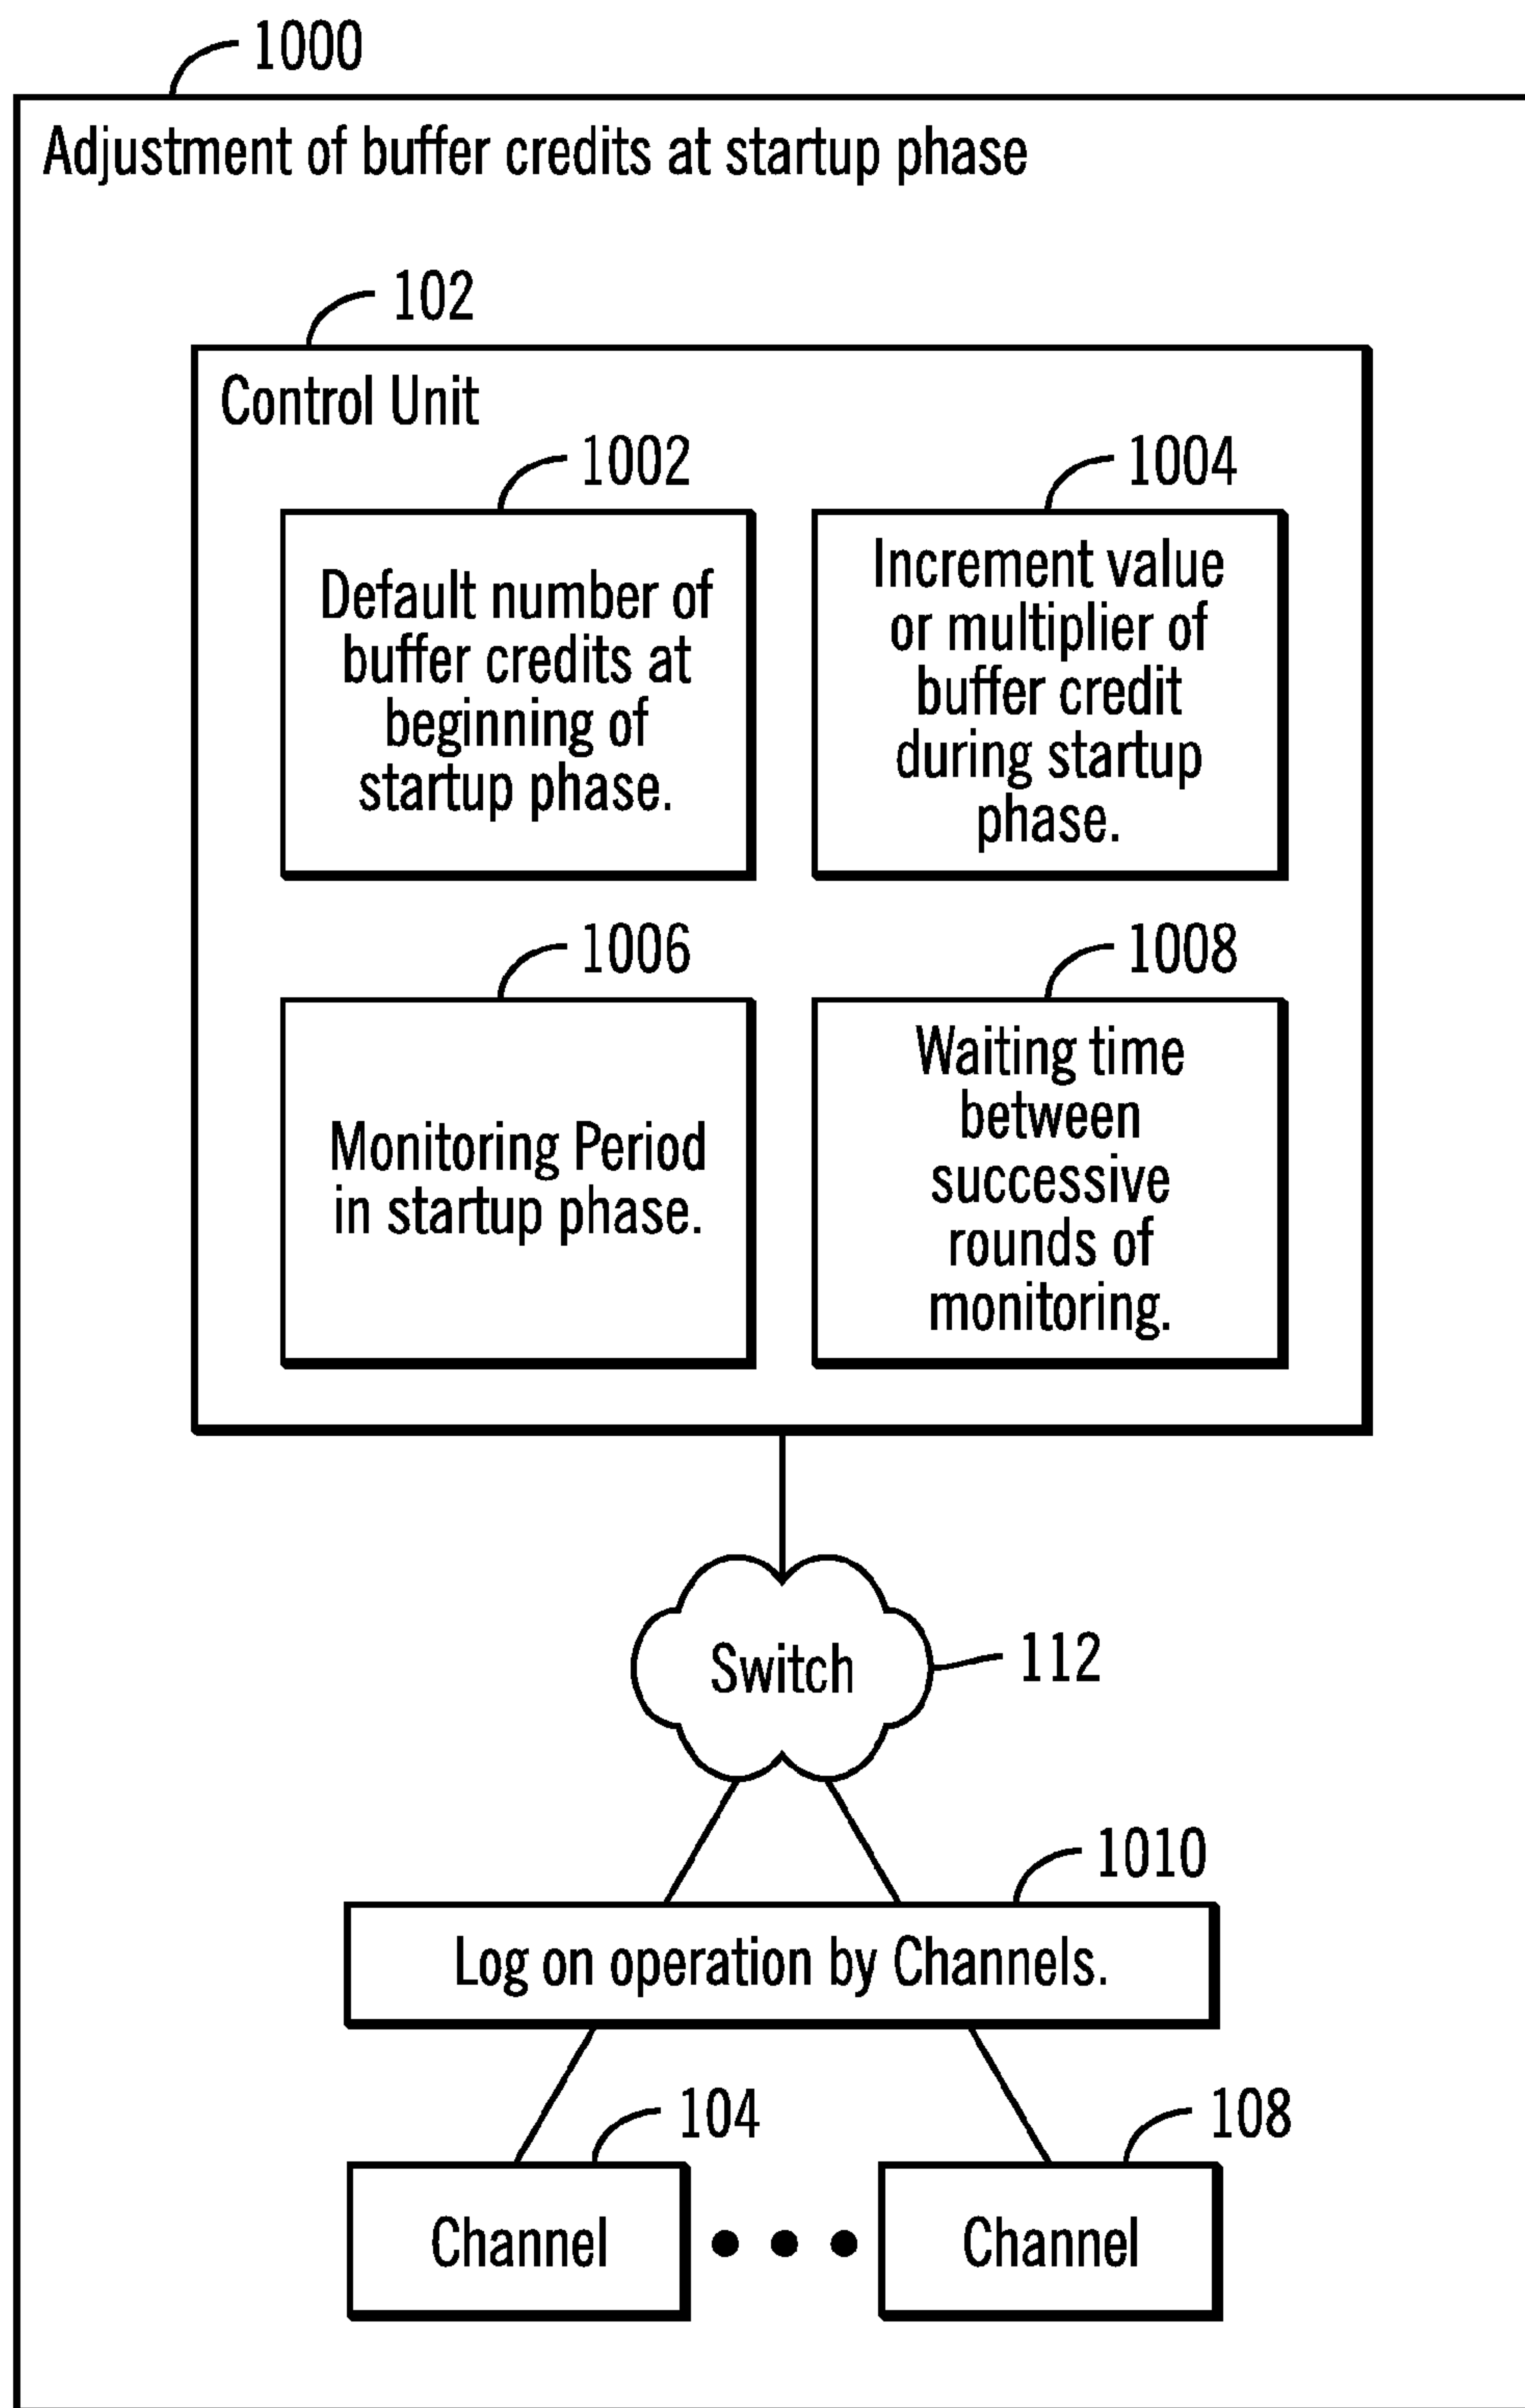 1000
Adjustment of buffer credits at startup phase
102
Control Unit
1002
Default number of
buffer credits at
beginning of
startup phase.
1004
Increment value
or multiplier of
buffer credit
during startup
phase.
1006
Monitoring Period
in startup phase.
1008
Waiting time
between
successive
rounds of
monitoring.
Switch
112
1010
Log on operation by Channels.
104
Channel
108
Channel